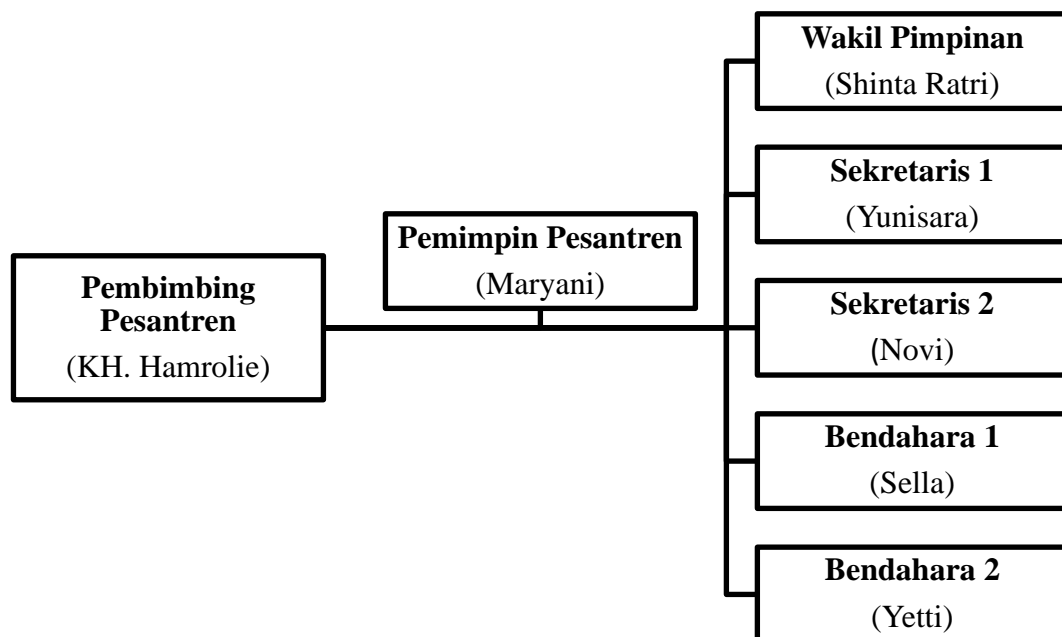 Pembimbing
Pesantren
(KH. Hamrolie)
Pemimpin Pesantren
(Maryani)
Wakil Pimpinan
(Shinta Ratri)
Sekretaris 1
(Yunisara)
Sekretaris 2
(Novi)
Bendahara 1
(Sella)
Bendahara 2
(Yetti)